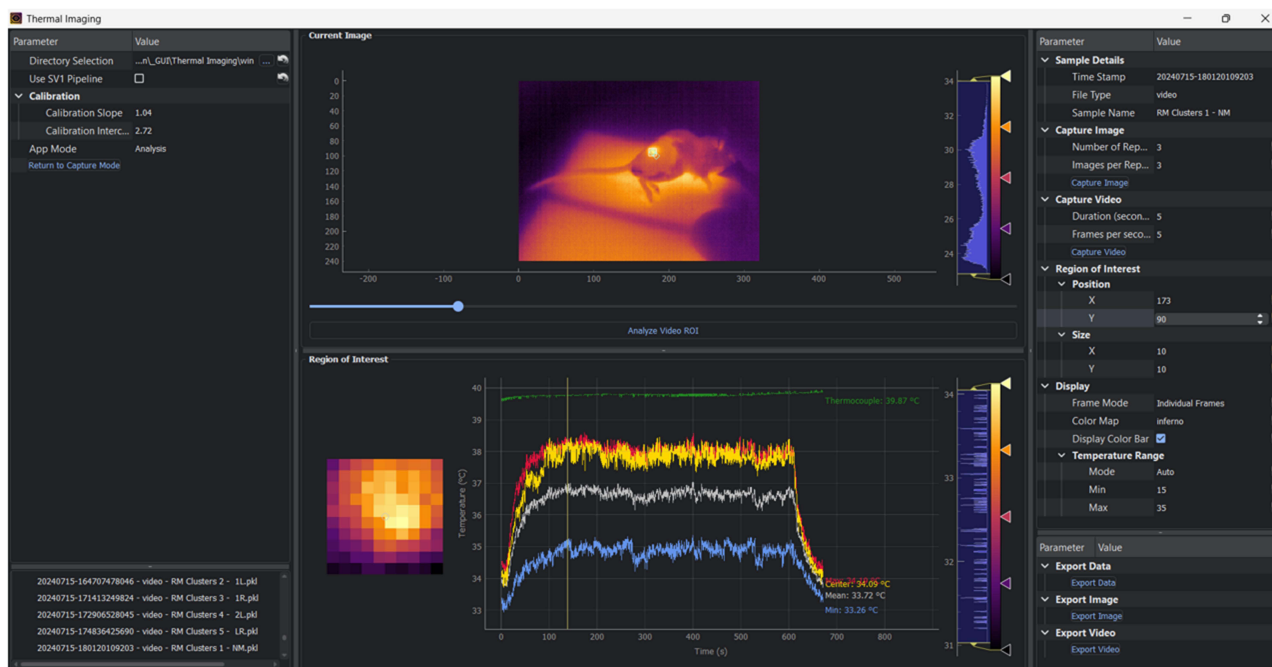 Thermal Imaging
Parameter Value
Directory Selection ...n\_GUI\Thermal Imaging\win ...
Use SV1 Pipeline
Calibration
Calibration Slope 1.04
Calibration Interc... 2.72
App Mode Analysis
Return to Capture Mode
20240715-164707478046 - video - RM Clusters 2 - 1L.pkl
20240715-171413249824 - video - RM Clusters 3 - 1R.pkl
20240715-172906528045 - video - RM Clusters 4 - 2L.pkl
20240715-174836425690 - video - RM Clusters 5 - LR.pkl
20240715-180120109203 - video - RM Clusters 1 - NM.pkl
Current Image
0
20
40
60
80
100
120
140
160
180
200
220
240
-200 0 100 200 300 400 500
34
32
30
28
26
24
Analyze Video ROI
Region of Interest
40
39
38
37
36
35
34
33
Temperature (ºC)
Thermocouple: 39.87 ºC
Center: 34.09 ºC
Mean: 33.72 ºC
Min: 33.26 ºC
0 100 200 300 400 500 600 700 800
Time (s)
34
33
32
31
Parameter Value
Sample Details
Time Stamp 20240715-180120109203
File Type video
Sample Name RM Clusters 1 - NM
Capture Image
Number of Rep... 3
Images per Rep... 3
Capture Image
Capture Video
Duration (secon... 5
Frames per seco... 5
Capture Video
Region of Interest
Position
X 173
Y 90
Size
X 10
Y 10
Display
Frame Mode Individual Frames
Color Map inferno
Display Color Bar
Temperature Range
Mode Auto
Min 15
Max 35
Parameter Value
Export Data
Export Data
Export Image
Export Image
Export Video
Export Video